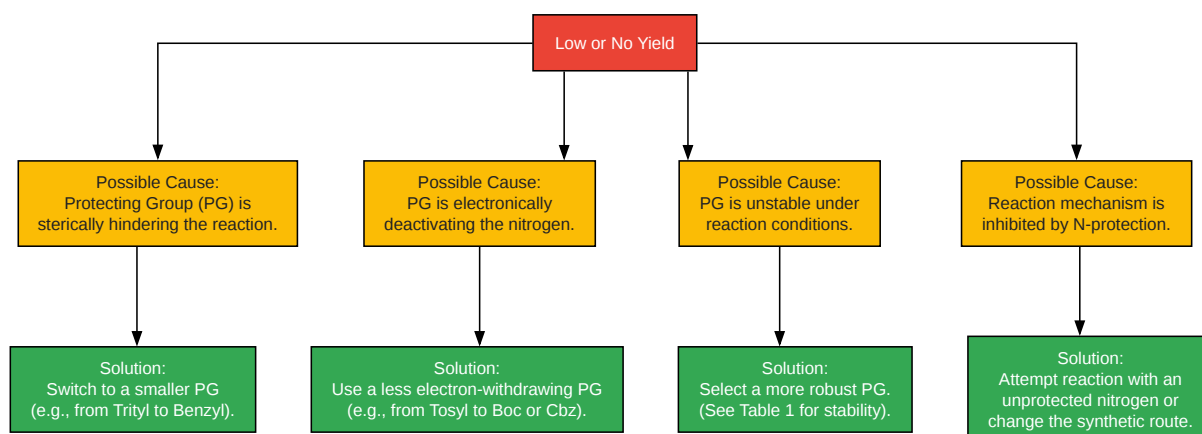 Low or No Yield
Possible Cause:
Protecting Group (PG) is
sterically hindering the reaction.
Possible Cause:
PG is electronically
deactivating the nitrogen.
Possible Cause:
PG is unstable under
reaction conditions.
Possible Cause:
Reaction mechanism is
inhibited by N-protection.
Solution:
Switch to a smaller PG
(e.g., from Trityl to Benzyl).
Solution:
Use a less electron-withdrawing PG
(e.g., from Tosyl to Boc or Cbz).
Solution:
Select a more robust PG.
(See Table 1 for stability).
Solution:
Attempt reaction with an
unprotected nitrogen or
change the synthetic route.